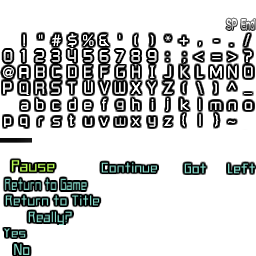 SP End
! " # $ % & ' ( ) * + , - . /
0 1 2 3 4 5 6 7 8 9 : ; < = > ?
@ A B C D E F G H I J K L M N O
P Q R S T U V W X Y Z ( \ ) ^ _
a b c d e f g h i j k l m n o
p q r s t u v w x y z ( | ) ~
Pause Continue Got Left
Return to Game
Return to Title
Really?
Yes
No